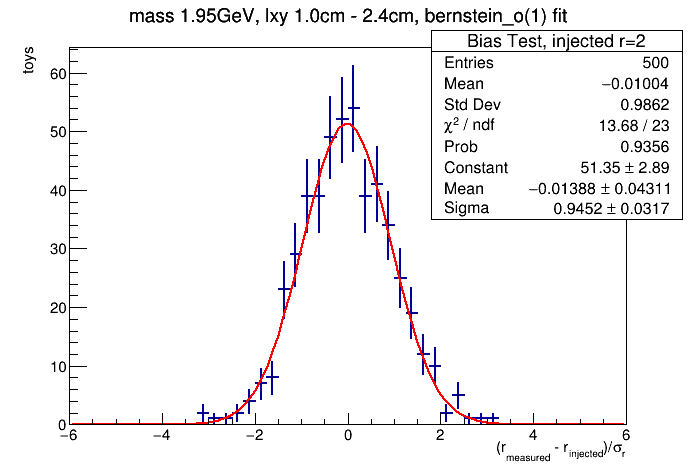 mass 1.95GeV, lxy 1.0cm - 2.4cm, bernstein_o(1) fit
Bias Test, injected r=2
Entries 500
Mean −0.01004
Std Dev 0.9862
χ² / ndf 13.68 / 23
Prob 0.9356
Constant 51.35 ± 2.89
Mean −0.01388 ± 0.04311
Sigma 0.9452 ± 0.0317
toys
60
50
40
30
20
10
0
−6 −4 −2 0 2 4 6
(r_measured - r_injected)/σ_r